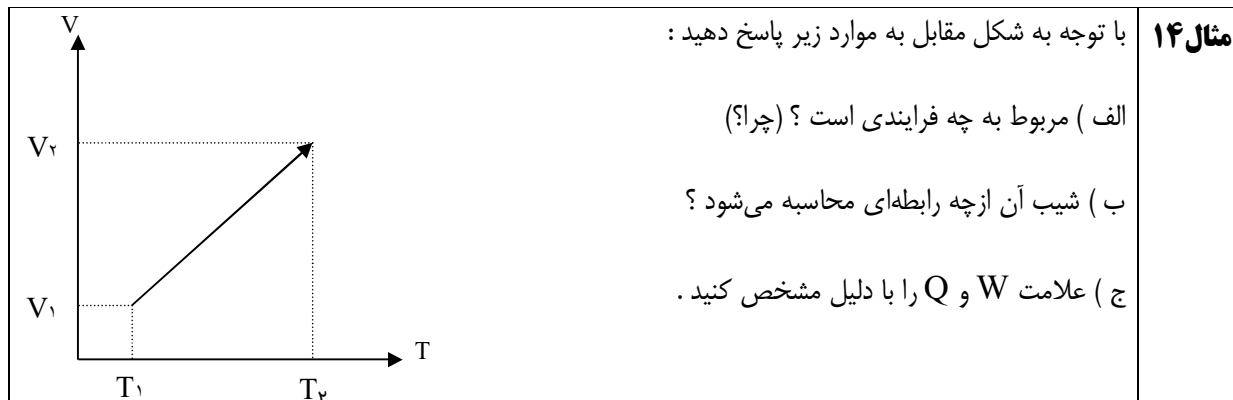 مثال۱۴
با توجه به شکل مقابل به موارد زیر پاسخ دهید :
الف ) مربوط به چه فرایندی است ؟ (چرا؟)
ب ) شیب آن ازچه رابطه‌ای محاسبه می‌شود ؟
ج ) علامت W و Q را با دلیل مشخص کنید .
V
V۲
V۱
T
T۱ T۲